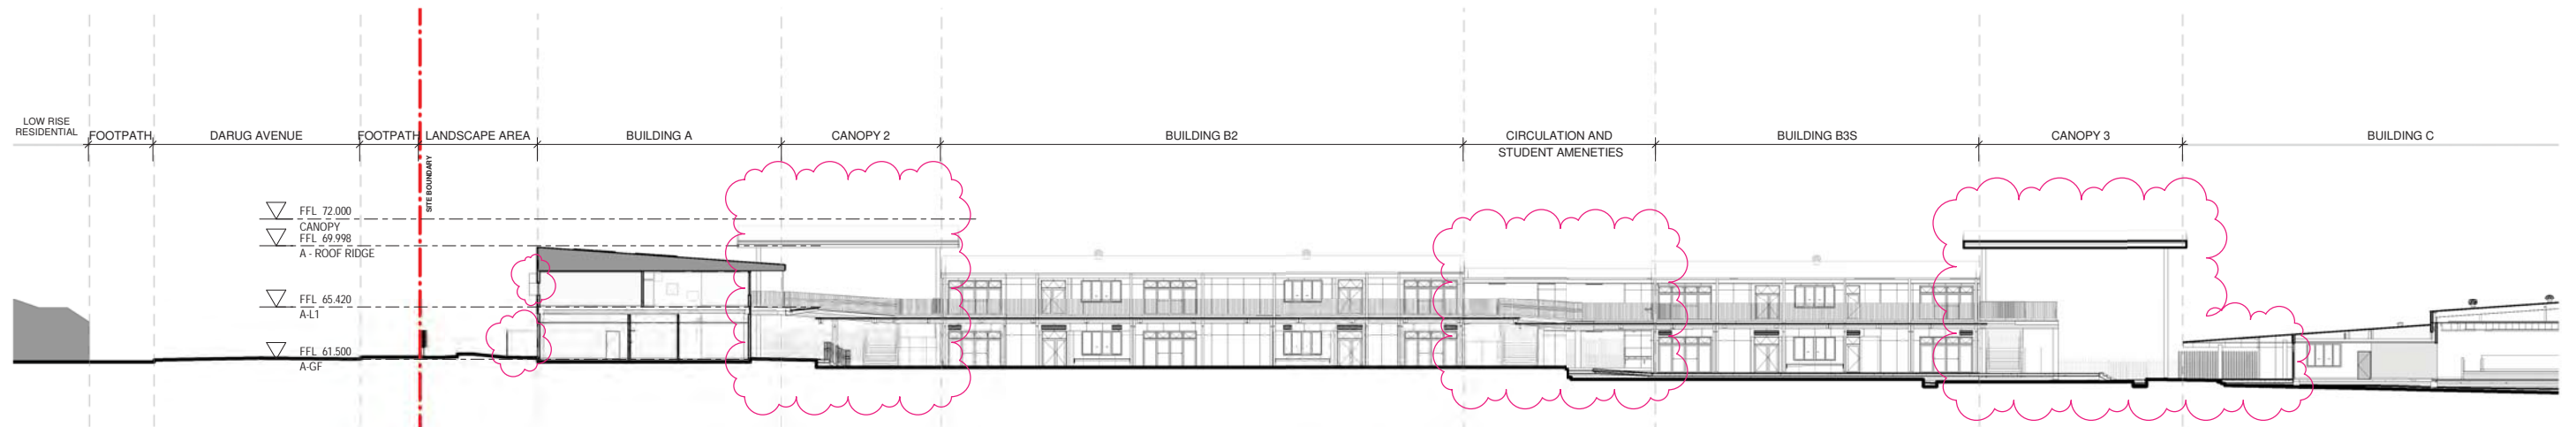 LOW RISE
RESIDENTIAL
FOOTPATH
DARUG AVENUE
FOOTPATH
LANDSCAPE AREA
BUILDING A
CANOPY 2
BUILDING B2
CIRCULATION AND
STUDENT AMENETIES
BUILDING B3S
CANOPY 3
BUILDING C
SITE BOUNDARY
FFL 72.000
CANOPY
FFL 69.998
A - ROOF RIDGE
FFL 65.420
A-L1
FFL 61.500
A-GF